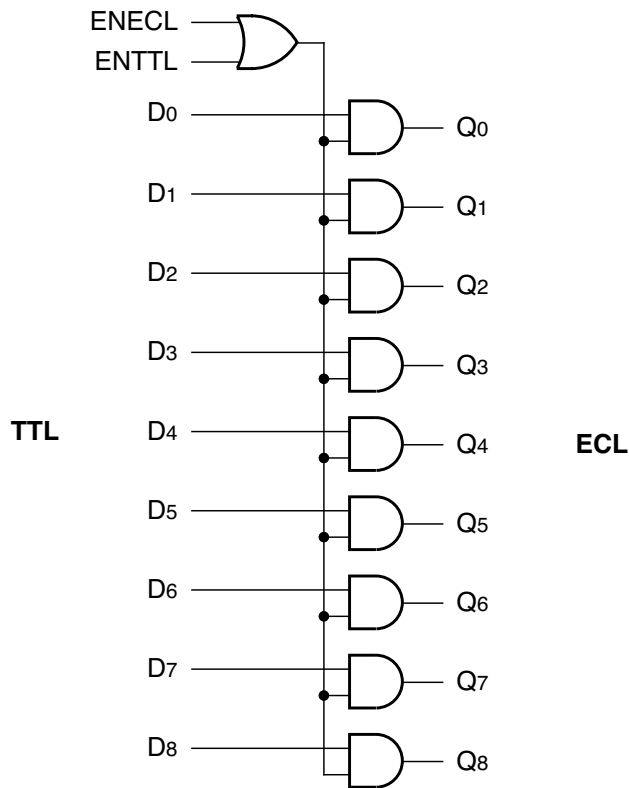 ENECL
ENTTL
D0 Q0
D1 Q1
D2 Q2
D3 Q3
TTL D4 Q4 ECL
D5 Q5
D6 Q6
D7 Q7
D8 Q8